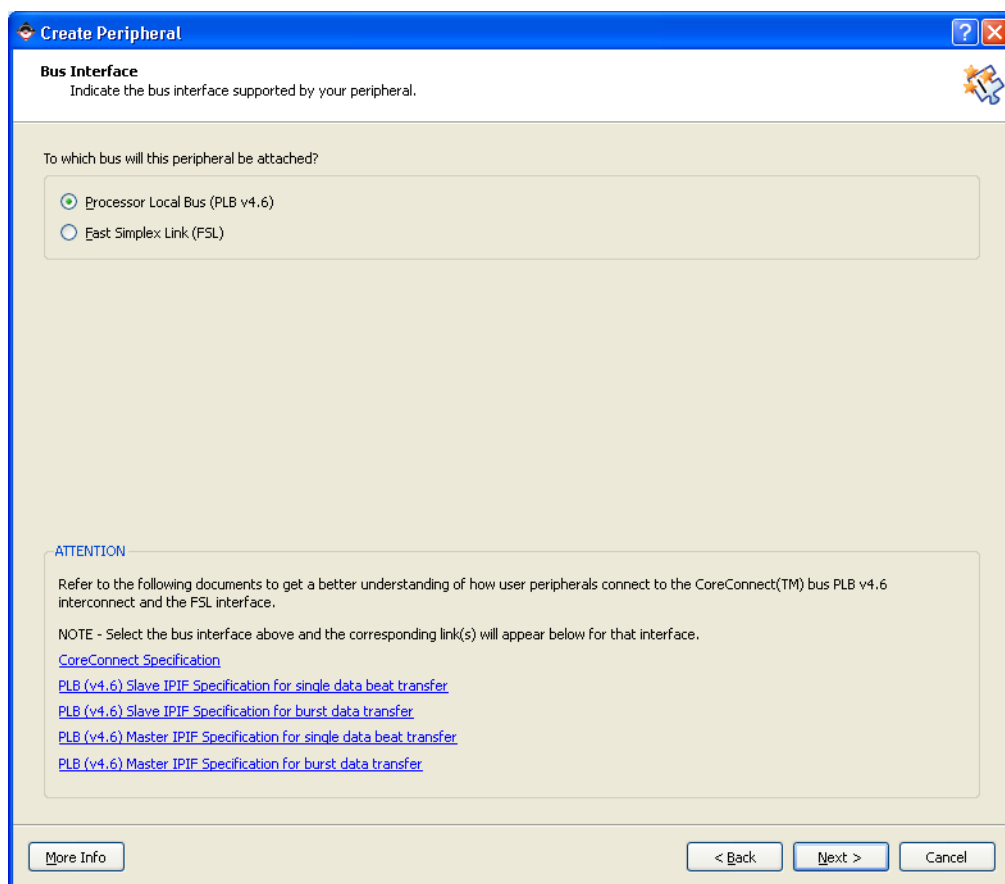 Create Peripheral
Bus Interface
Indicate the bus interface supported by your peripheral.
To which bus will this peripheral be attached?
Processor Local Bus (PLB v4.6)
Fast Simplex Link (FSL)
ATTENTION
Refer to the following documents to get a better understanding of how user peripherals connect to the CoreConnect(TM) bus PLB v4.6
interconnect and the FSL interface.
NOTE - Select the bus interface above and the corresponding link(s) will appear below for that interface.
CoreConnect Specification
PLB (v4.6) Slave IPIF Specification for single data beat transfer
PLB (v4.6) Slave IPIF Specification for burst data transfer
PLB (v4.6) Master IPIF Specification for single data beat transfer
PLB (v4.6) Master IPIF Specification for burst data transfer
More Info
< Back
Next >
Cancel